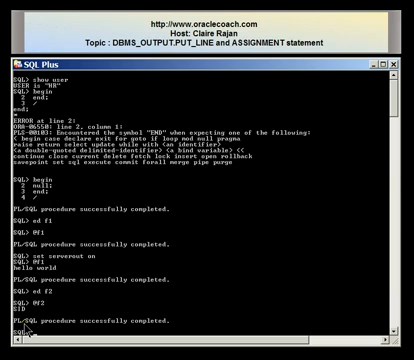 http://www.oraclecoach.com
Host: Claire Rajan
Topic : DBMS_OUTPUT.PUT_LINE and ASSIGNMENT statement
SQL Plus
SQL> show user
USER is "HR"
SQL> begin
2 end;
3 /
end;
*
ERROR at line 2:
ORA-06550: line 2, column 1:
PLS-00103: Encountered the symbol "END" when expecting one of the following:
( begin case declare exit for goto if loop mod null pragma
raise return select update while with <an identifier>
<a double-quoted delimited-identifier> <a bind variable> <<
continue close current delete fetch lock insert open rollback
savepoint set sql execute commit forall merge pipe purge
SQL> begin
2 null;
3 end;
4 /
PL/SQL procedure successfully completed.
SQL> ed f1
SQL> @f1
PL/SQL procedure successfully completed.
SQL> set serverout on
SQL> @f1
hello world
PL/SQL procedure successfully completed.
SQL> ed f2
SQL> @f2
SID
PL/SQL procedure successfully completed.
SQL>